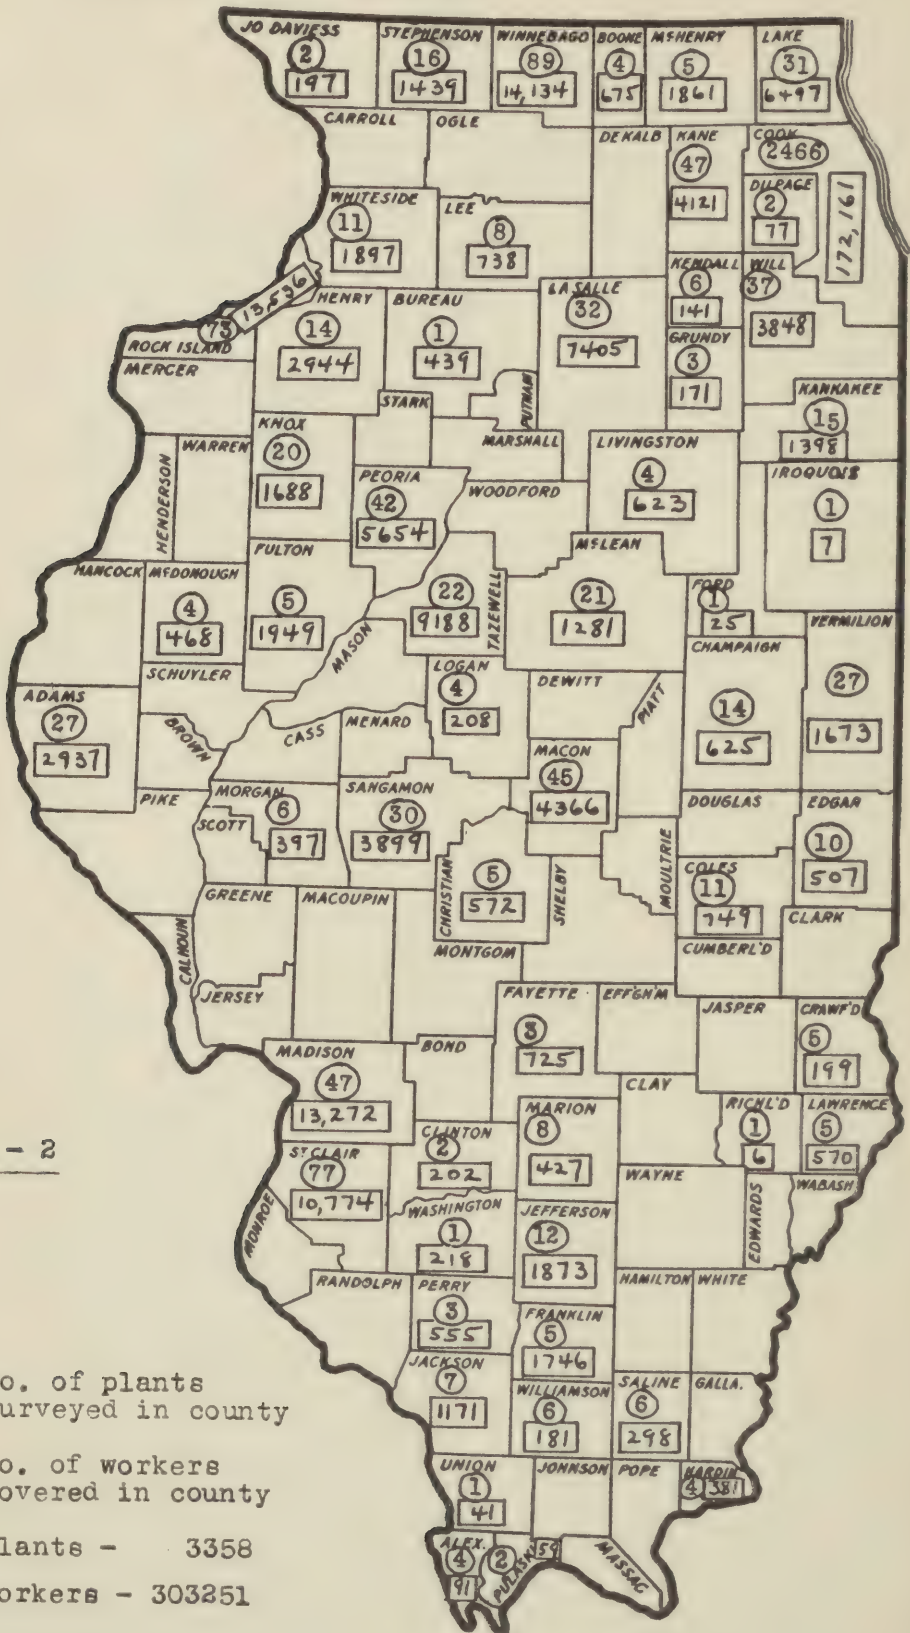 JO DAVIESS
2
197
STEPHENSON
16
1439
WINNEBAGO
89
14,134
BOONE
4
675
McHENRY
5
1861
LAKE
31
6497
CARROLL
OGLE
DEKALB
KANE
47
4121
COOK
2466
172,161
DUPAGE
2
77
WHITESIDE
11
1897
LEE
8
738
KENDALL
6
141
WILL
37
3848
ROCK ISLAND
73
13,536
HENRY
14
2944
BUREAU
1
439
LA SALLE
32
7405
GRUNDY
3
171
MERCER
STARK
PUTNAM
KANKAKEE
15
1398
HENDERSON
WARREN
KNOX
20
1688
PEORIA
42
5654
MARSHALL
WOODFORD
LIVINGSTON
4
623
IROQUOIS
1
7
HANCOCK
McDONOUGH
4
468
FULTON
5
1949
MASON
22
9188
TAZEWELL
McLEAN
21
1281
FORD
1
25
VERMILION
27
1673
SCHUYLER
LOGAN
4
208
DEWITT
PIATT
CHAMPAIGN
14
625
ADAMS
27
2937
BROWN
CASS
MENARD
MACON
45
4366
PIKE
MORGAN
6
397
SCOTT
SANGAMON
30
3899
DOUGLAS
EDGAR
10
507
CHRISTIAN
5
572
SHELBY
MOULTRIE
COLES
11
749
CLARK
GREENE
MACOUPIN
MONTGOM
CUMBERL'D
CALHOUN
JERSEY
FAYETTE
3
725
EFF'GH'M
JASPER
CRAWF'D
5
199
MADISON
47
13,272
BOND
CLAY
RICHL'D
1
6
LAWRENCE
5
570
MARION
8
427
CLINTON
2
202
- 2
ST CLAIR
77
10,774
WAYNE
EDWARDS
WABASH
MONROE
WASHINGTON
1
218
JEFFERSON
12
1873
RANDOLPH
PERRY
3
555
HAMILTON
WHITE
FRANKLIN
5
1746
JACKSON
7
1171
WILLIAMSON
6
181
SALINE
6
298
GALLA.
o. of plants
urveyed in county
o. of workers
overed in county
UNION
1
41
JOHNSON
POPE
HARDIN
4
381
lants - 3358
orkers - 303251
ALEX.
4
91
2
PULASKI
59
MASSAG